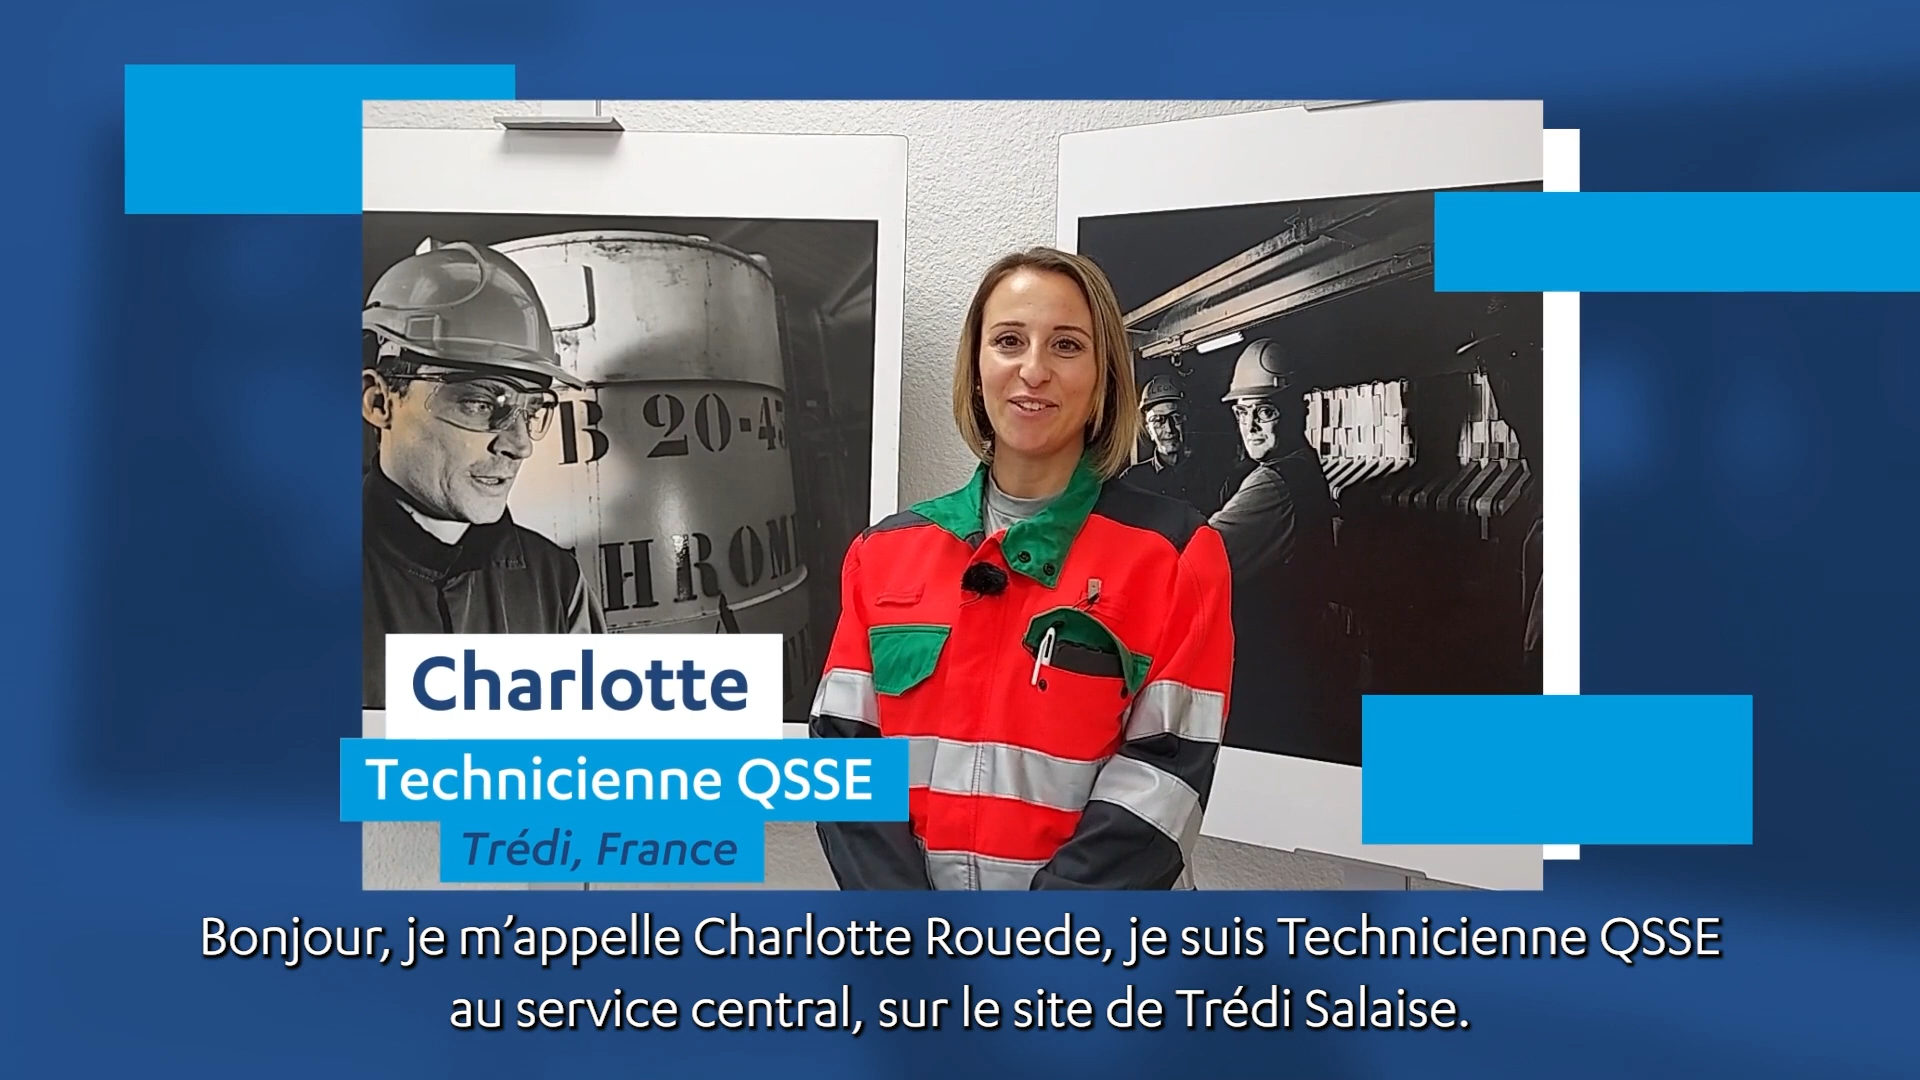 B 20-43
HROM
Charlotte
Technicienne QSSE
Trédi, France
Bonjour, je m’appelle Charlotte Rouede, je suis Technicienne QSSE
au service central, sur le site de Trédi Salaise.